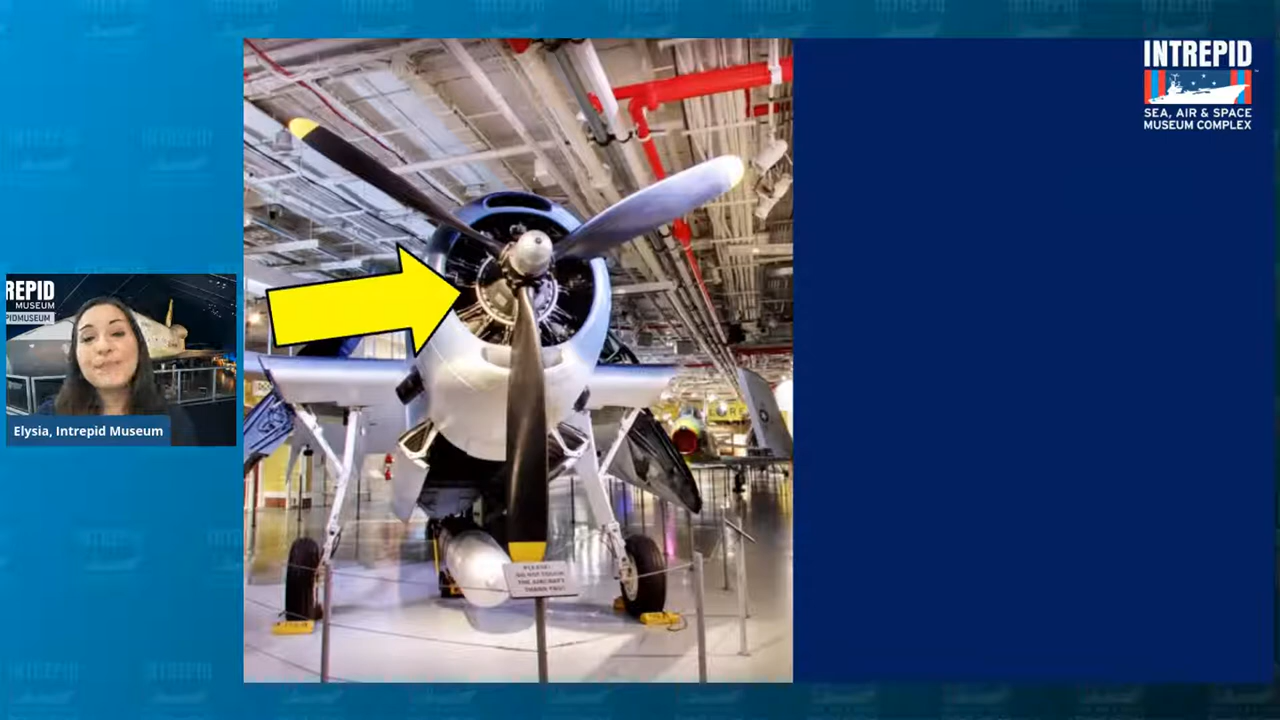 INTREPID
SEA, AIR & SPACE
MUSEUM COMPLEX
REPID
MUSEUM
PIDMUSEUM
Elysia, Intrepid Museum
PLEASE
DO NOT TOUCH
THE AIRCRAFT
THANK YOU!